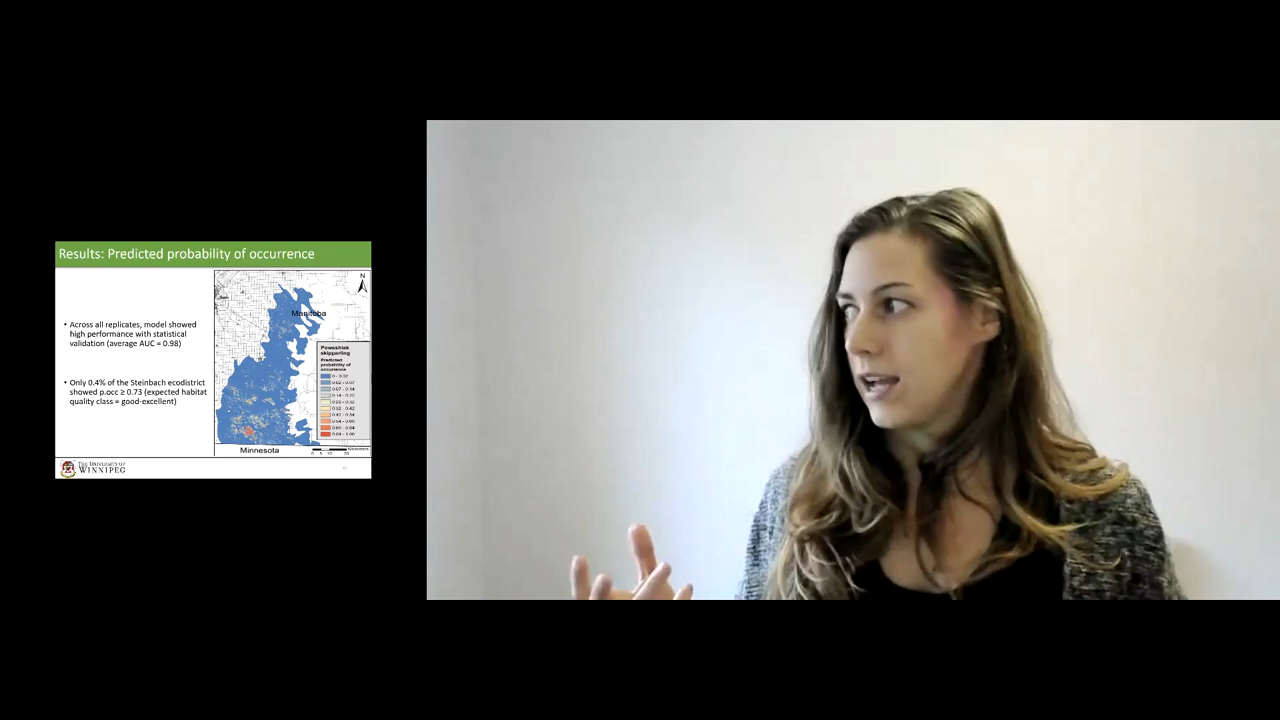 Results: Predicted probability of occurrence
• Across all replicates, model showed
high performance with statistical
validation (average AUC = 0.98)
• Only 0.4% of the Steinbach ecodistrict
showed p.occ ≥ 0.73 (expected habitat
quality class = good-excellent)
N
Manitoba
Poweshiek
skipperling
Predicted
probability of
occurrence
Minnesota
THE UNIVERSITY OF
WINNIPEG